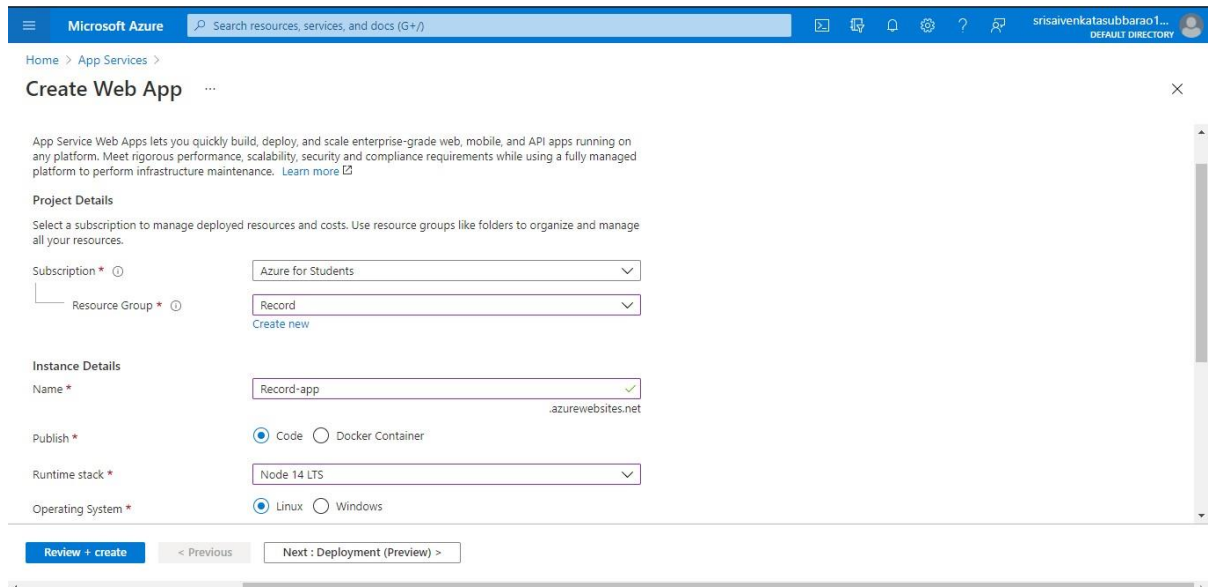 Microsoft Azure Search resources, services, and docs (G+/) srisaivenkatasubbarao1...
DEFAULT DIRECTORY
Home > App Services >
Create Web App ...
App Service Web Apps lets you quickly build, deploy, and scale enterprise-grade web, mobile, and API apps running on
any platform. Meet rigorous performance, scalability, security and compliance requirements while using a fully managed
platform to perform infrastructure maintenance. Learn more
Project Details
Select a subscription to manage deployed resources and costs. Use resource groups like folders to organize and manage
all your resources.
Subscription * Azure for Students
Resource Group * Record
Create new
Instance Details
Name * Record-app
.azurewebsites.net
Publish * Code Docker Container
Runtime stack * Node 14 LTS
Operating System * Linux Windows
Review + create < Previous Next : Deployment (Preview) >